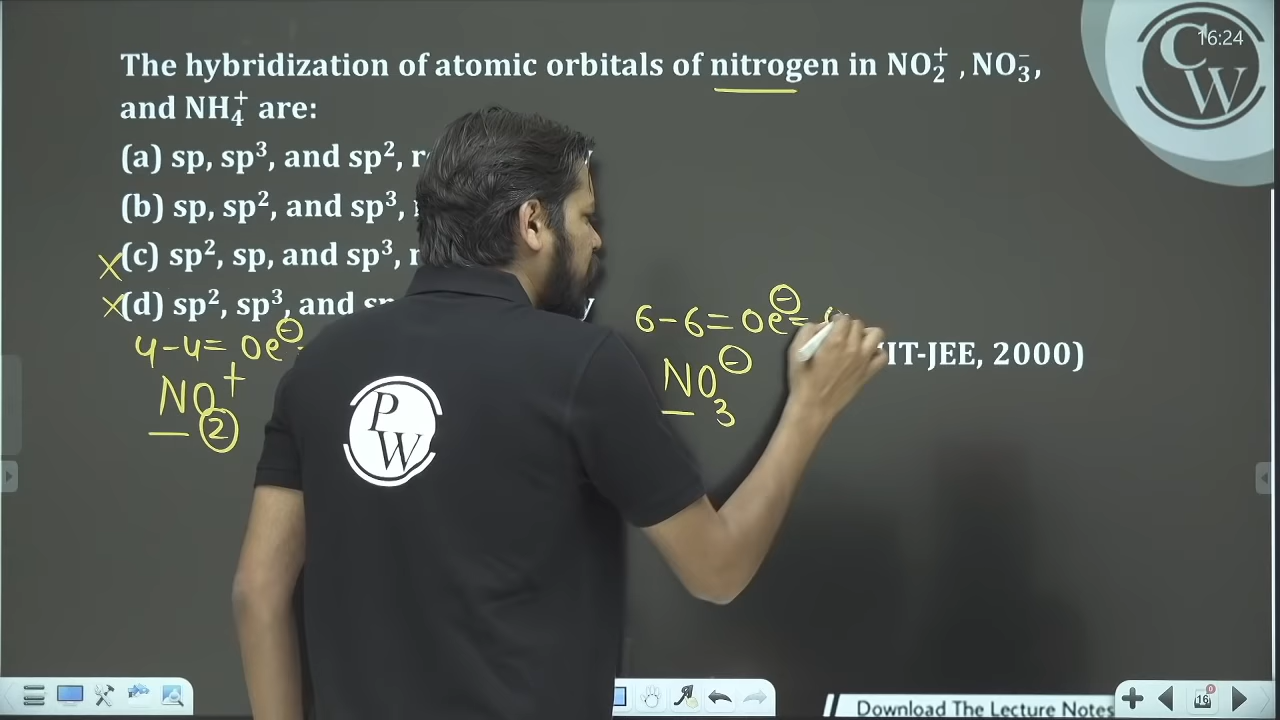 16:24
CW
The hybridization of atomic orbitals of nitrogen in NO₂⁺ , NO₃⁻,
and NH₄⁺ are:
(a) sp, sp³, and sp²,
(b) sp, sp², and sp³,
X(c) sp², sp, and sp³,
X(d) sp², sp³, and
4-4= 0e⊖
6-6= 0e⊖=
(IIT-JEE, 2000)
NO₂⁺
NO₃⊖
PW
16
Download The Lecture Notes